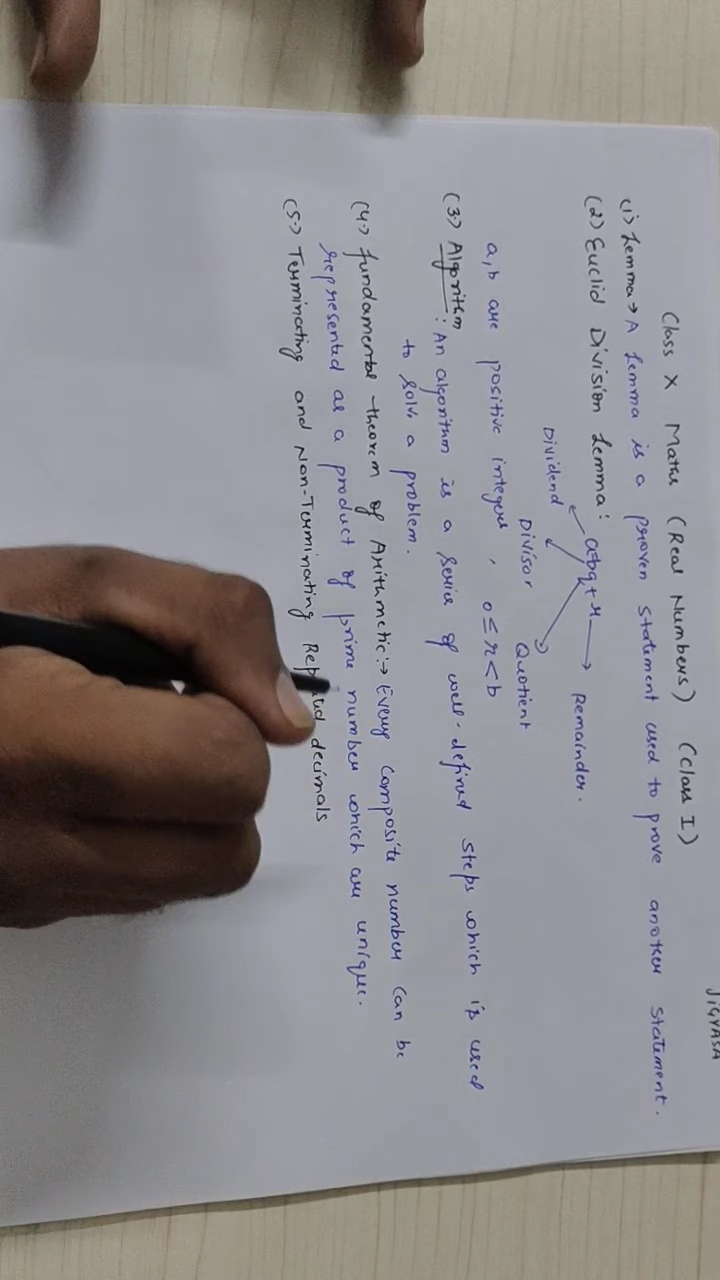 JIGYASA
Class X Maths (Real Numbers) (Class I)
(1) Lemma → A Lemma is a proven statement used to prove another statement.
(2) Euclid Division Lemma: a=bq+r → Remainder.
Dividend Divisor Quotient
a,b are positive integers, 0≤r<b
(3) Algorithm: An algorithm is a series of well-defined steps which is used
to solve a problem.
(4) fundamental theorem of Arithmetic:→ Every composite number can be
represented as a product of prime number which are unique.
(5) Terminating and Non-Terminating decimals